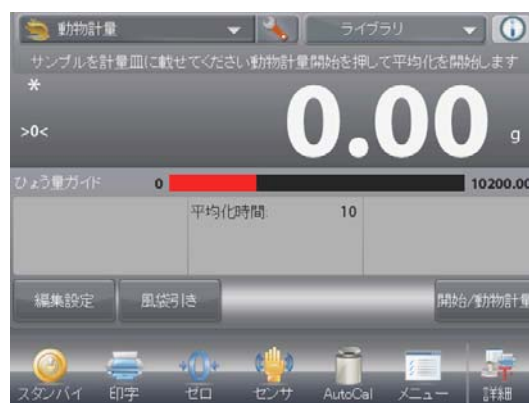 動物計量 ライブラリ
サンプルを計量皿に載せてください動物計量開始を押して平均化を開始します
*
0.00 g
>0<
ひょう量ガイド 0 10200.00
平均化時間: 10
編集設定 風袋引き 開始/動物計量
スタンバイ 印字 ゼロ センサ AutoCal メニュー 詳細